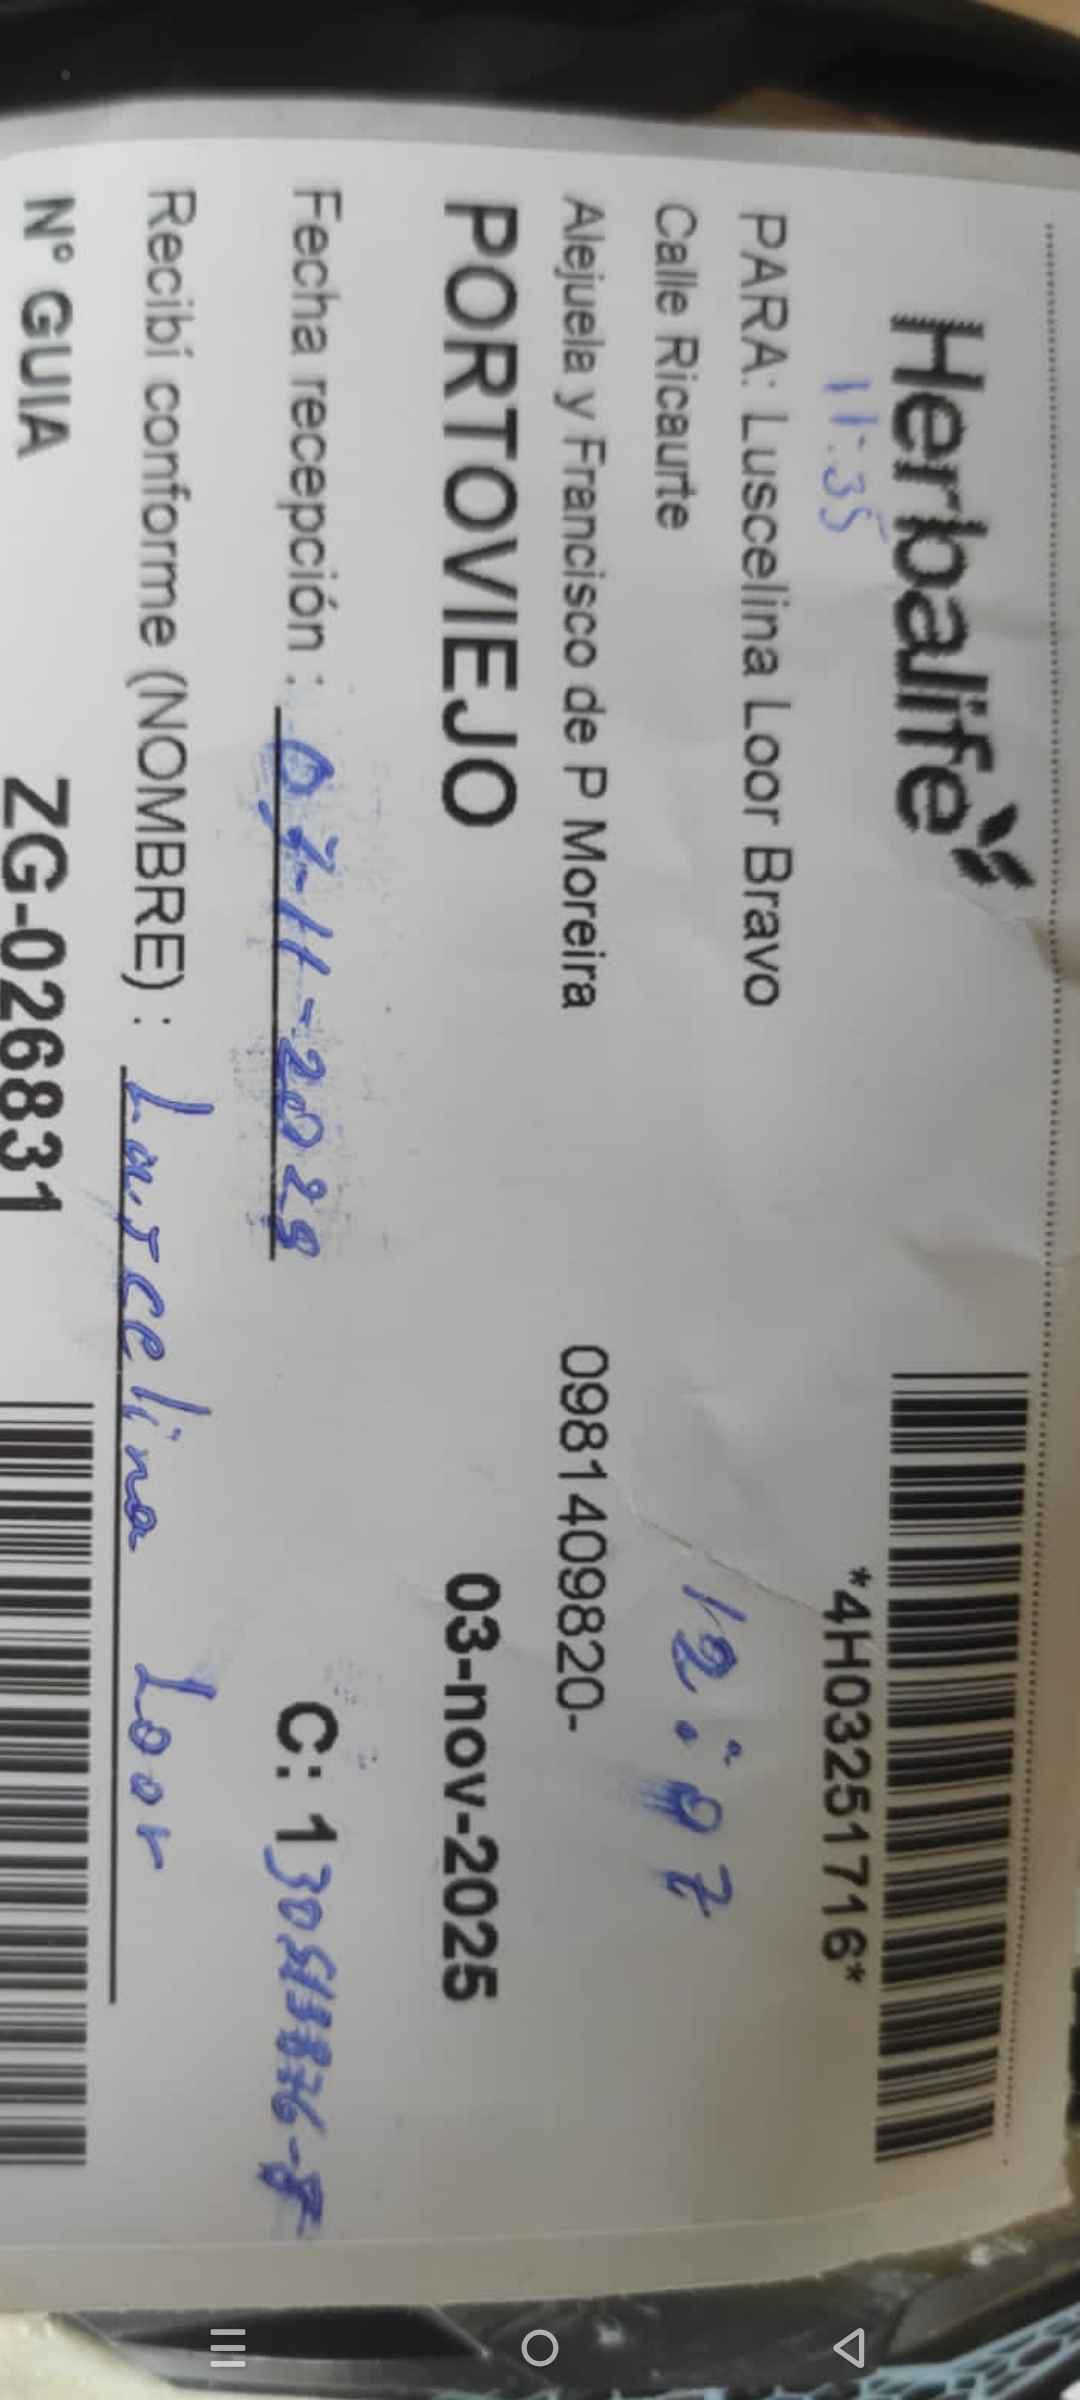 Herbalife
11:35
*4H03251716*
PARA: Luscelina Loor Bravo
Calle Ricaurte
12:07
Alejuela y Francisco de P Moreira 0981409820-
PORTOVIEJO 03-nov-2025
Fecha recepción :
C: 1
Recibí conforme (NOMBRE) : Luscelina Loor
N° GUIA ZG-026831